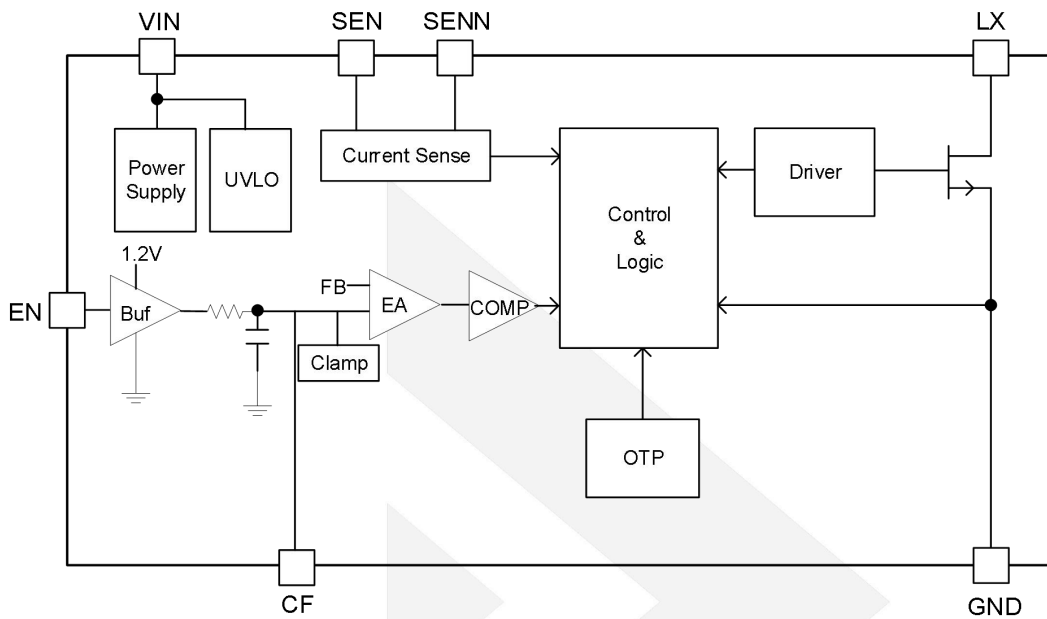 VIN
SEN
SENN
LX
Power
Supply
UVLO
Current Sense
Control
&
Logic
Driver
1.2V
EN
Buf
FB
EA
COMP
Clamp
OTP
CF
GND